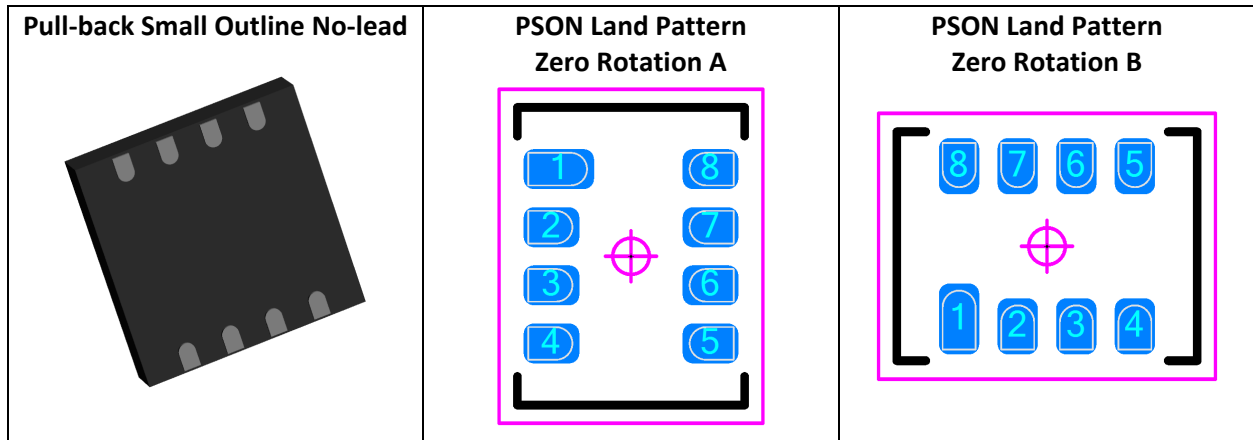 Pull-back Small Outline No-lead
PSON Land Pattern
Zero Rotation A
1 8
2 7
3 6
4 5
PSON Land Pattern
Zero Rotation B
8 7 6 5
1 2 3 4